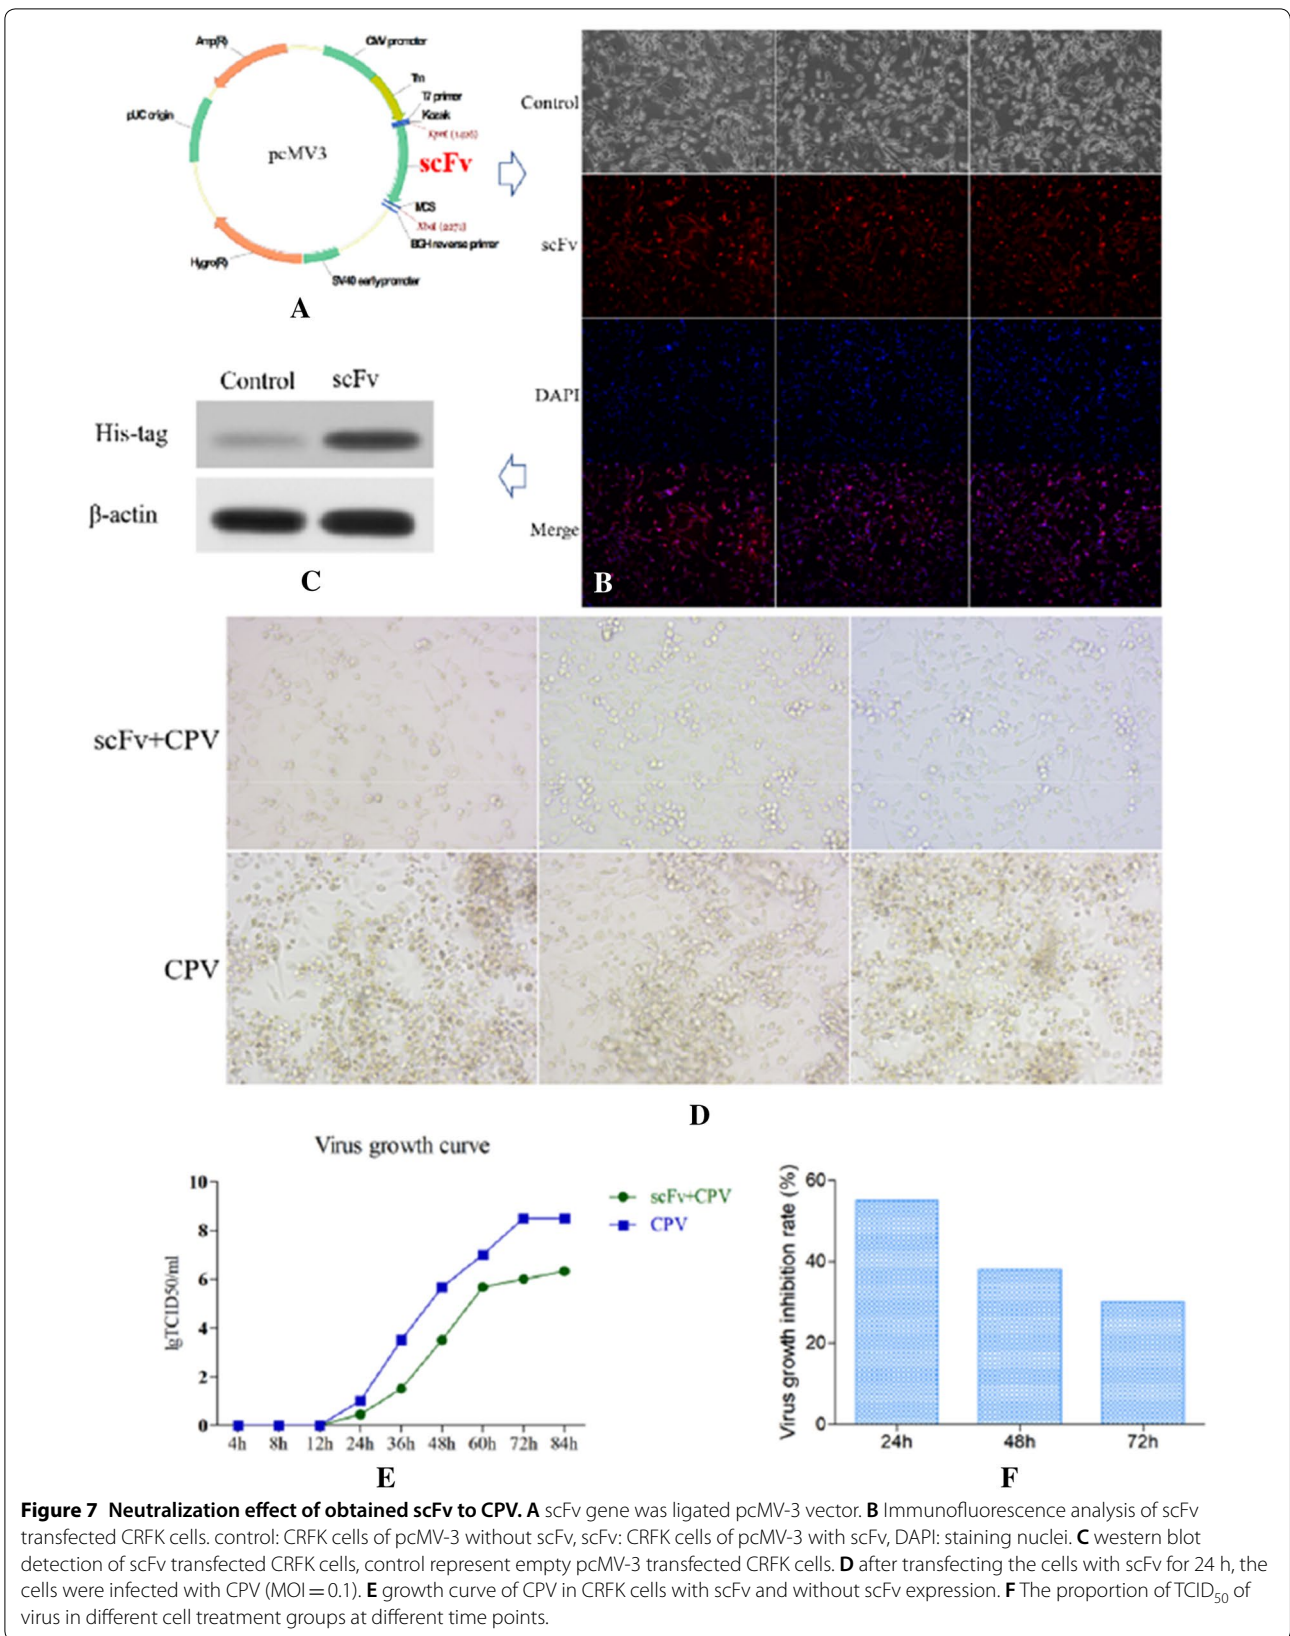 Amp(R)
CMV promoter
Tln
T7 primer
Kozak
pUC origin
pcMV3
scFv
MCS
BGH reverse primer
Hygro(R)
SV40 early promoter
A
Control
scFv
DAPI
Merge
B
Control scFv
His-tag
β-actin
C
scFv+CPV
CPV
D
Virus growth curve
lgTCID50/ml
10
8
6
4
2
0
4h 8h 12h 24h 36h 48h 60h 72h 84h
scFv+CPV
CPV
E
Virus growth inhibition rate (%)
60
40
20
0
24h 48h 72h
F
Figure 7 Neutralization effect of obtained scFv to CPV. A scFv gene was ligated pcMV-3 vector. B Immunofluorescence analysis of scFv
transfected CRFK cells. control: CRFK cells of pcMV-3 without scFv, scFv: CRFK cells of pcMV-3 with scFv, DAPI: staining nuclei. C western blot
detection of scFv transfected CRFK cells, control represent empty pcMV-3 transfected CRFK cells. D after transfecting the cells with scFv for 24 h, the
cells were infected with CPV (MOI = 0.1). E growth curve of CPV in CRFK cells with scFv and without scFv expression. F The proportion of TCID50 of
virus in different cell treatment groups at different time points.